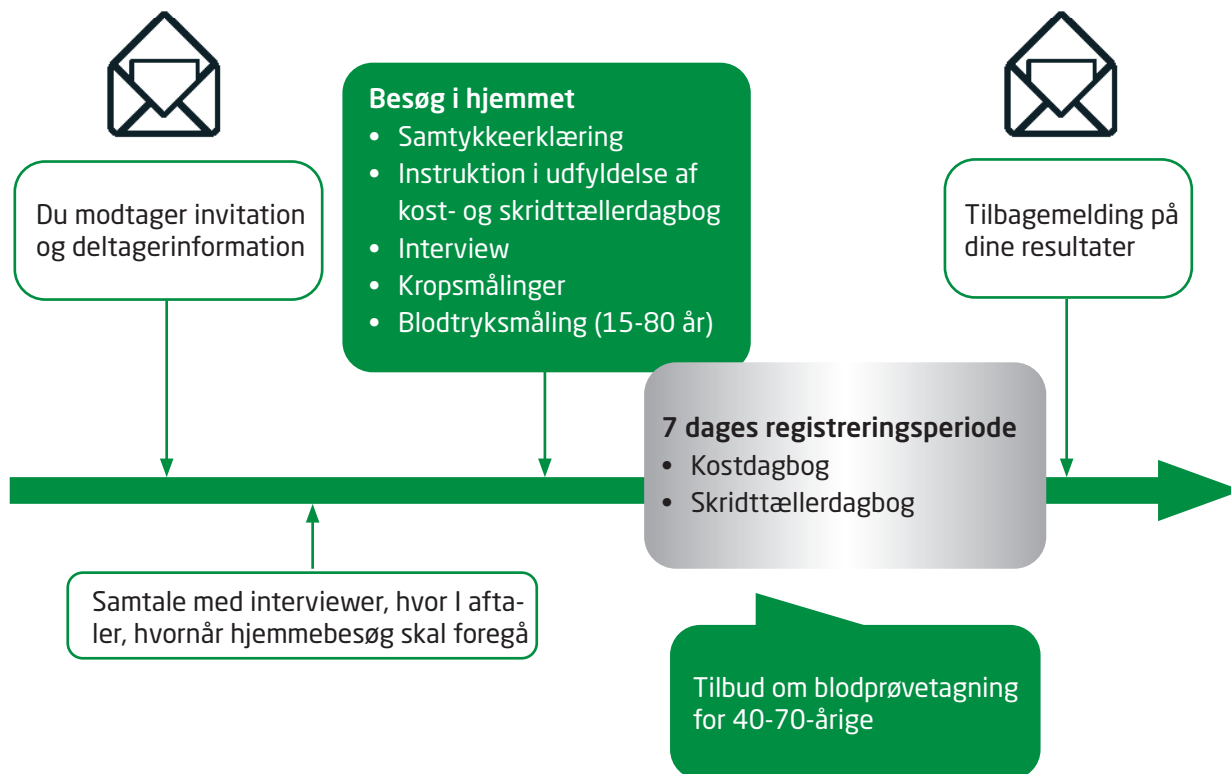 Du modtager invitation
og deltagerinformation
Besøg i hjemmet
• Samtykkeerklæring
• Instruktion i udfyldelse af
kost- og skridttællerdagbog
• Interview
• Kropsmålinger
• Blodtryksmåling (15-80 år)
Tilbagemelding på
dine resultater
7 dages registreringsperiode
• Kostdagbog
• Skridttællerdagbog
Samtale med interviewer, hvor I afta-
ler, hvornår hjemmebesøg skal foregå
Tilbud om blodprøvetagning
for 40-70-årige